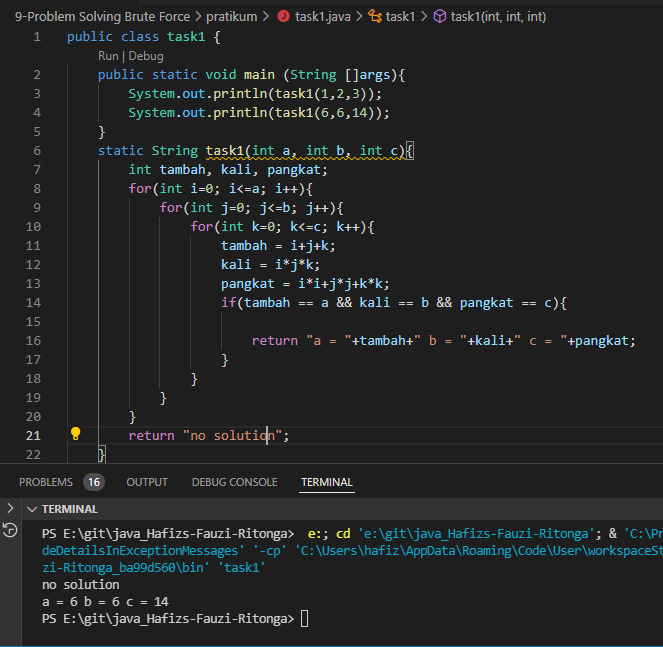 9-Problem Solving Brute Force > pratikum > task1.java > task1 > task1(int, int, int)
1 public class task1 {
Run | Debug
2 public static void main (String []args){
3 System.out.println(task1(1,2,3));
4 System.out.println(task1(6,6,14));
5 }
6 static String task1(int a, int b, int c){
7 int tambah, kali, pangkat;
8 for(int i=0; i<=a; i++){
9 for(int j=0; j<=b; j++){
10 for(int k=0; k<=c; k++){
11 tambah = i+j+k;
12 kali = i*j*k;
13 pangkat = i*i+j*j+k*k;
14 if(tambah == a && kali == b && pangkat == c){
15
16 return "a = "+tambah+" b = "+kali+" c = "+pangkat;
17 }
18 }
19 }
20 }
21 return "no solution";
22 }
PROBLEMS 16 OUTPUT DEBUG CONSOLE TERMINAL
TERMINAL
PS E:\git\java_Hafizs-Fauzi-Ritonga> e:; cd 'e:\git\java_Hafizs-Fauzi-Ritonga'; & 'C:\Pr
deDetailsInExceptionMessages' '-cp' 'C:\Users\hafiz\AppData\Roaming\Code\User\workspaceSt
zi-Ritonga_ba99d560\bin' 'task1'
no solution
a = 6 b = 6 c = 14
PS E:\git\java_Hafizs-Fauzi-Ritonga>